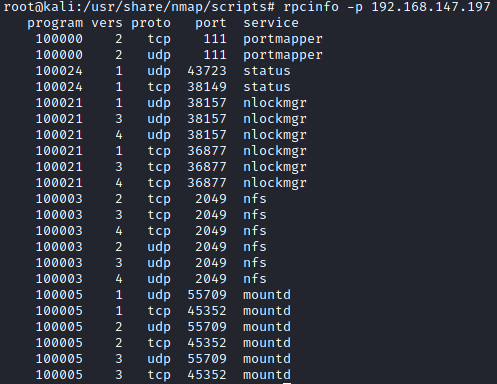 root@kali:/usr/share/nmap/scripts# rpcinfo -p 192.168.147.197
   program vers proto   port  service
    100000    2   tcp    111  portmapper
    100000    2   udp    111  portmapper
    100024    1   udp  43723  status
    100024    1   tcp  38149  status
    100021    1   udp  38157  nlockmgr
    100021    3   udp  38157  nlockmgr
    100021    4   udp  38157  nlockmgr
    100021    1   tcp  36877  nlockmgr
    100021    3   tcp  36877  nlockmgr
    100021    4   tcp  36877  nlockmgr
    100003    2   tcp   2049  nfs
    100003    3   tcp   2049  nfs
    100003    4   tcp   2049  nfs
    100003    2   udp   2049  nfs
    100003    3   udp   2049  nfs
    100003    4   udp   2049  nfs
    100005    1   udp  55709  mountd
    100005    1   tcp  45352  mountd
    100005    2   udp  55709  mountd
    100005    2   tcp  45352  mountd
    100005    3   udp  55709  mountd
    100005    3   tcp  45352  mountd